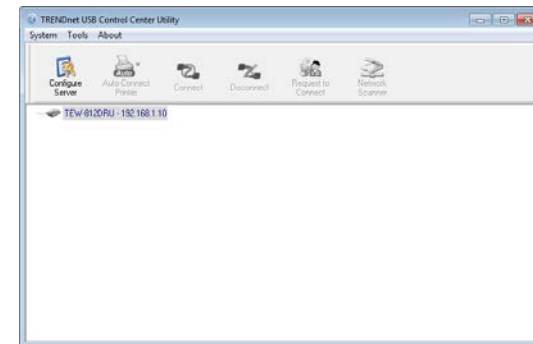 TRENDnet USB Control Center Utility
System Tools About
Configure Server
Auto Connect Printer
Connect
Disconnect
Request to Connect
Network Scanner
TEW-812DRU - 192.168.1.10